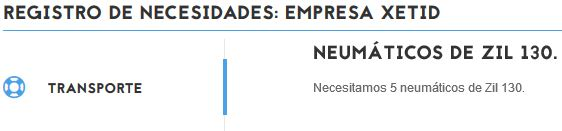 REGISTRO DE NECESIDADES: EMPRESA XETID
NEUMÁTICOS DE ZIL 130.
TRANSPORTE
Necesitamos 5 neumáticos de Zil 130.